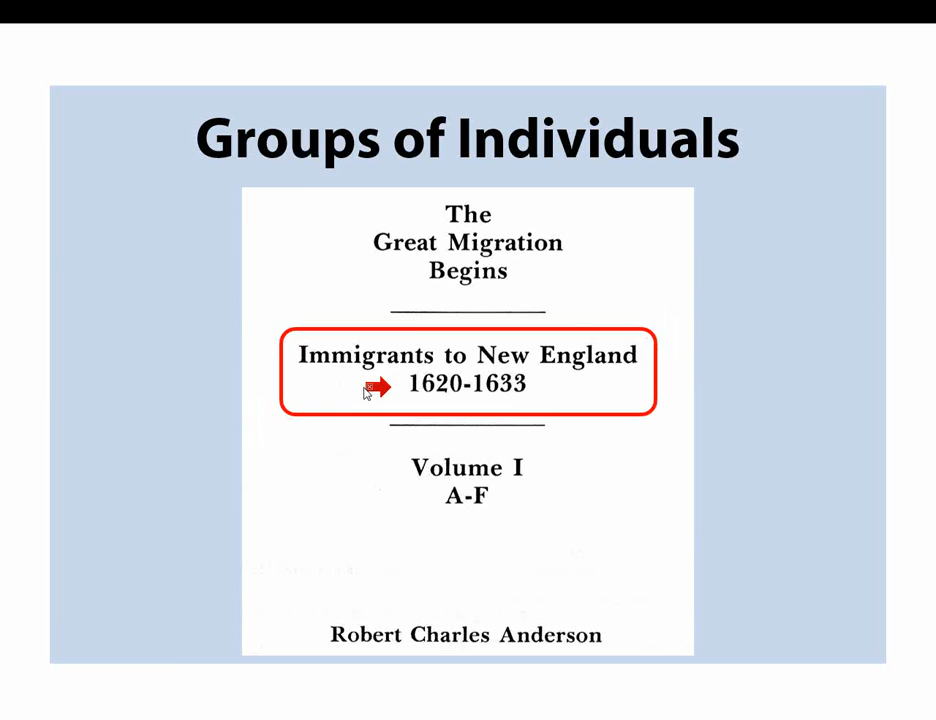 Groups of Individuals
The
Great Migration
Begins
Immigrants to New England
1620-1633
Volume I
A-F
Robert Charles Anderson